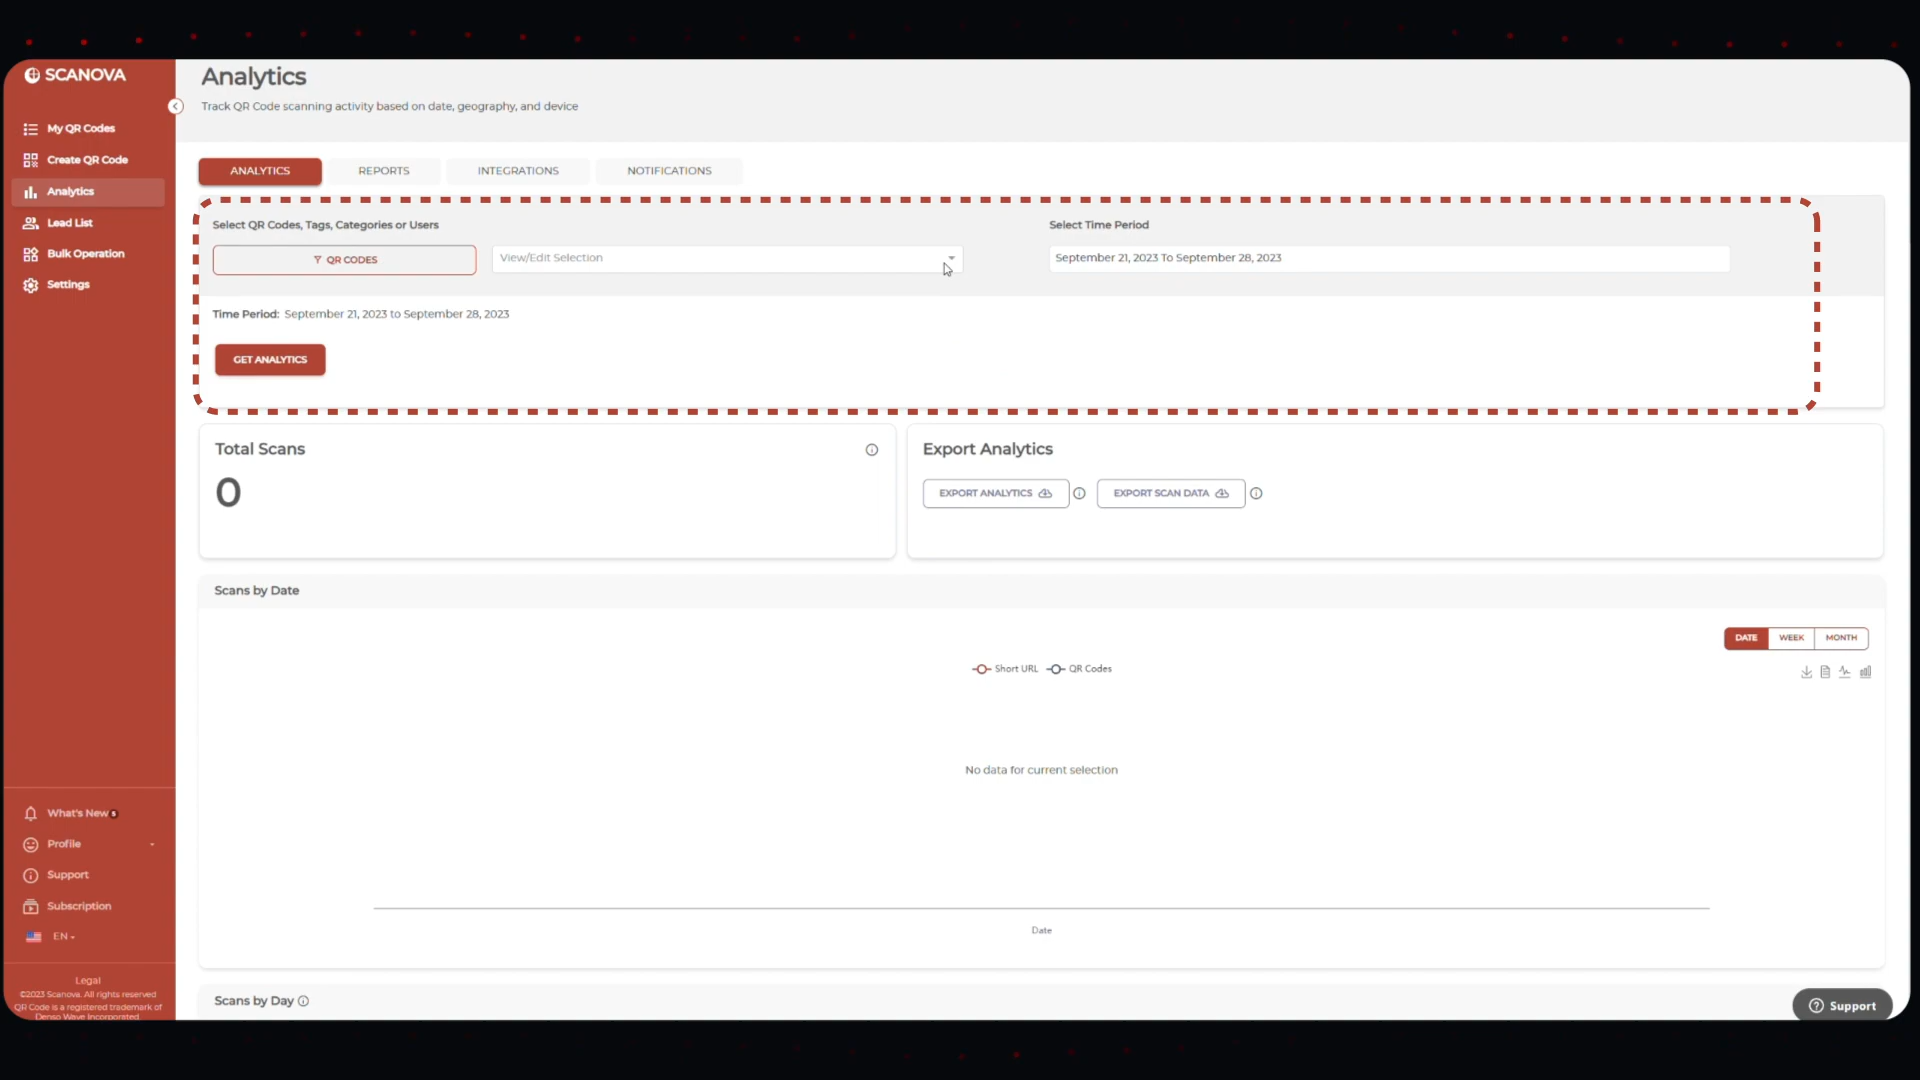 SCANOVA
My QR Codes
Create QR Code
Analytics
Lead List
Bulk Operation
Settings
What's New 5
Profile
Support
Subscription
EN
Legal
©2023 Scanova. All rights reserved
QR Code is a registered trademark of
Denso Wave Incorporated
Analytics
Track QR Code scanning activity based on date, geography, and device
ANALYTICS REPORTS INTEGRATIONS NOTIFICATIONS
Select QR Codes, Tags, Categories or Users
QR CODES View/Edit Selection
Select Time Period
September 21, 2023 To September 28, 2023
Time Period: September 21, 2023 to September 28, 2023
GET ANALYTICS
Total Scans
0
Export Analytics
EXPORT ANALYTICS EXPORT SCAN DATA
Scans by Date
DATE WEEK MONTH
Short URL QR Codes
No data for current selection
Date
Scans by Day
Support